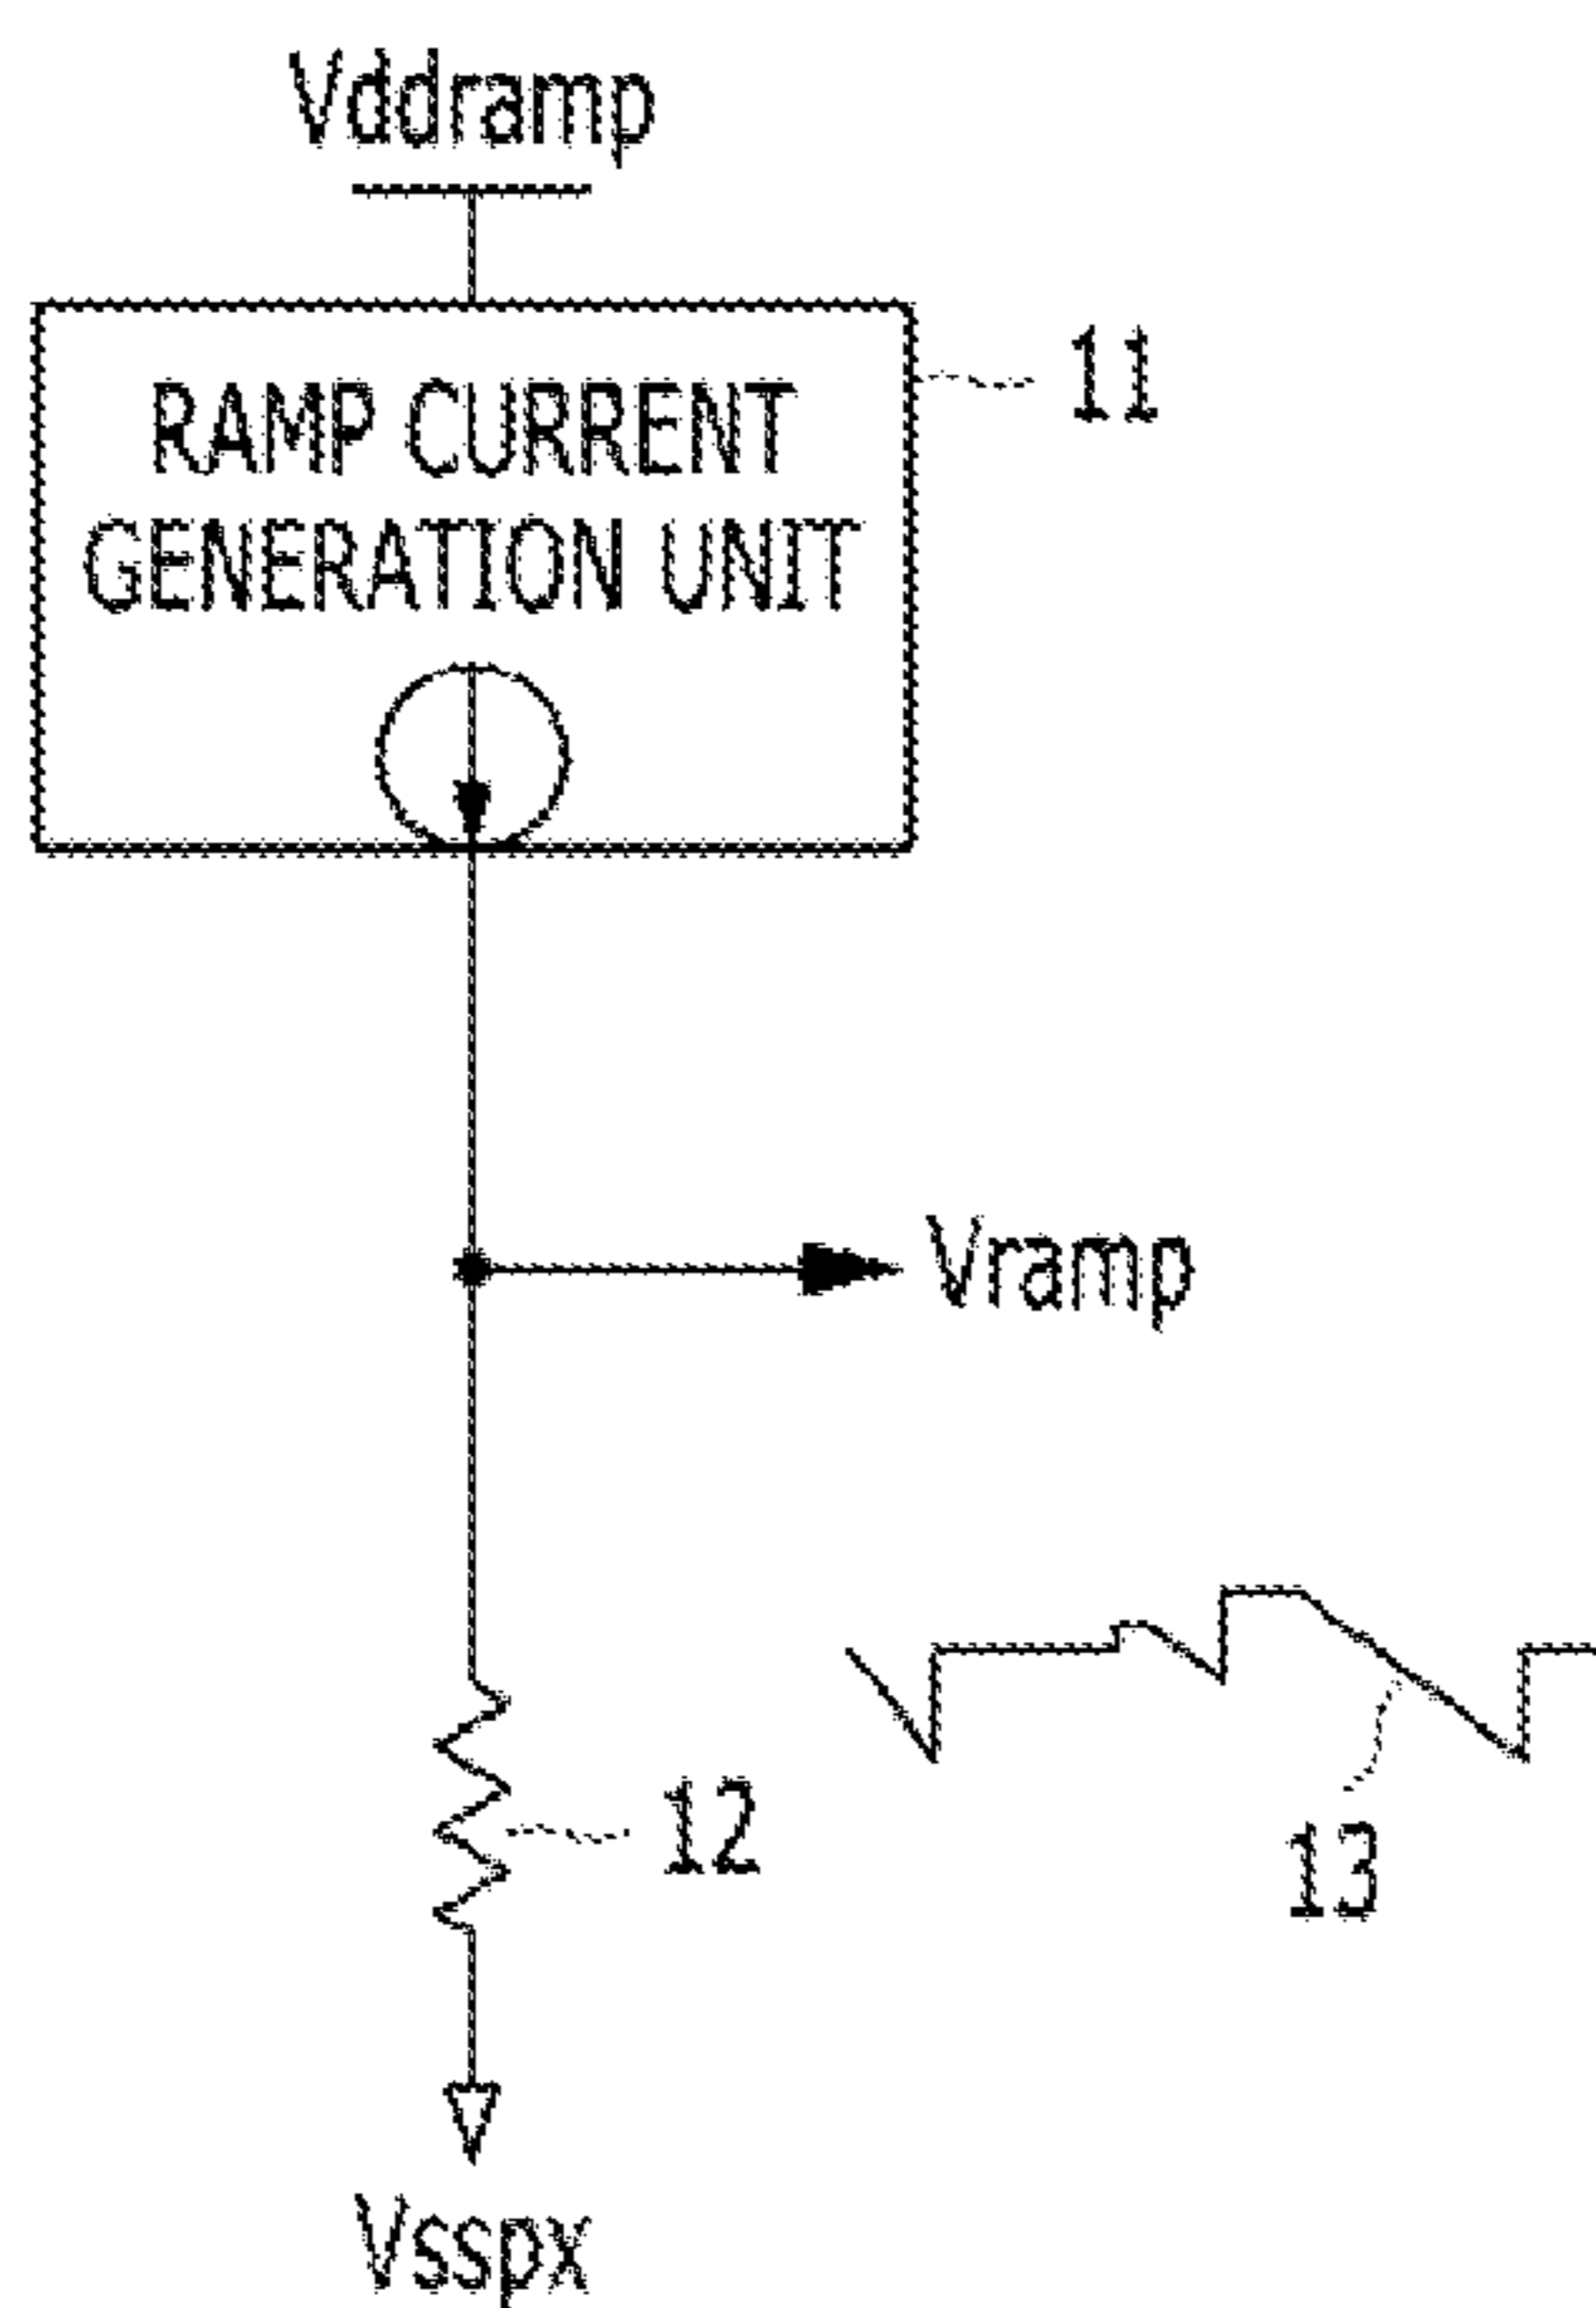 Vddramp
RAMP CURRENT
GENERATION UNIT
11
Vramp
12
13
Vsspx